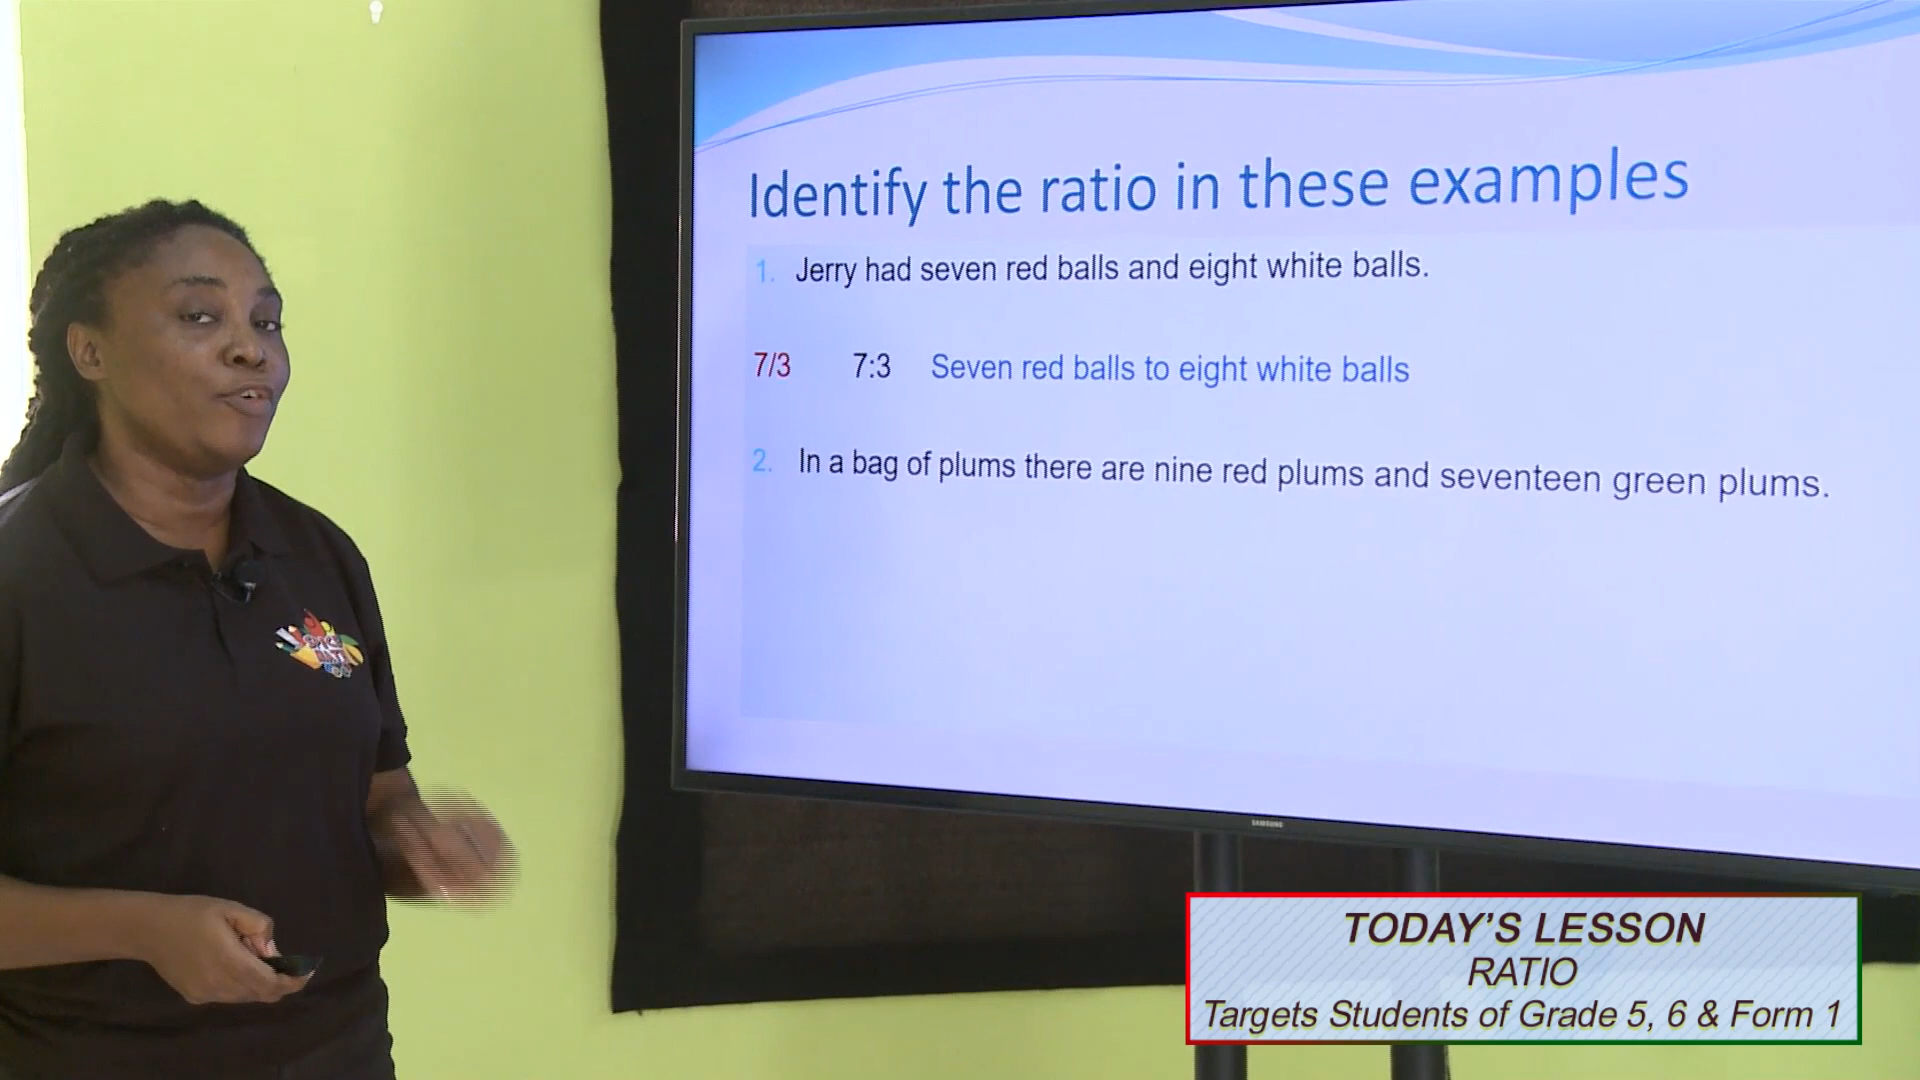 Identify the ratio in these examples
1. Jerry had seven red balls and eight white balls.
7/3 7:3 Seven red balls to eight white balls
2. In a bag of plums there are nine red plums and seventeen green plums.
SAMSUNG
TODAY'S LESSON
RATIO
Targets Students of Grade 5, 6 & Form 1